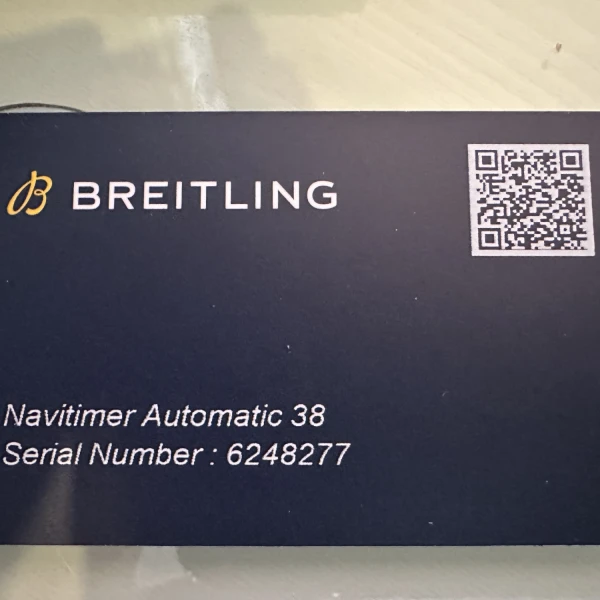 B BREITLING
Navitimer Automatic 38
Serial Number : 6248277